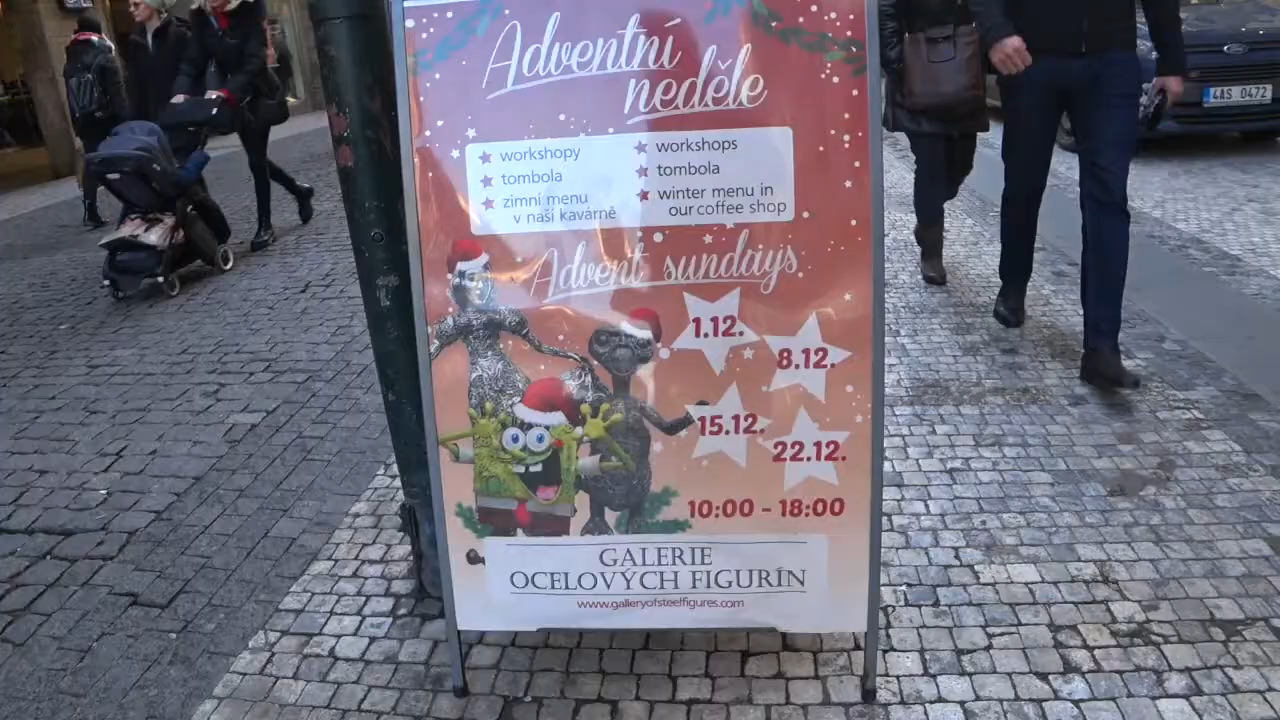 Adventní
neděle
workshopy
tombola
zimní menu
v naší kavárně
workshops
tombola
winter menu in
our coffee shop
Advent sundays
1.12.
8.12.
15.12.
22.12.
10:00 - 18:00
GALERIE
OCELOVÝCH FIGURÍN
www.galleryofsteelfigures.com
Ford
4AS 0472